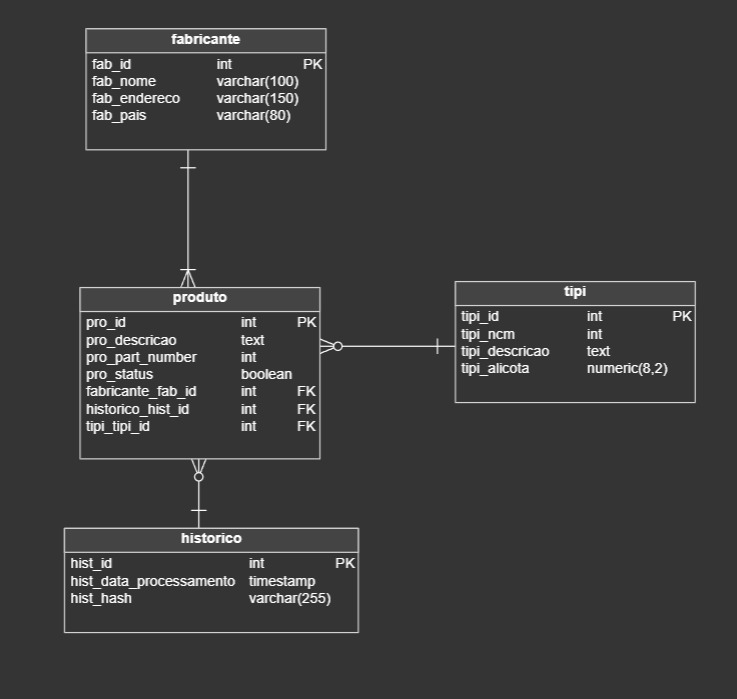 fabricante
fab_id int PK
fab_nome varchar(100)
fab_endereco varchar(150)
fab_pais varchar(80)
produto
pro_id int PK
pro_descricao text
pro_part_number int
pro_status boolean
fabricante_fab_id int FK
historico_hist_id int FK
tipi_tipi_id int FK
tipi
tipi_id int PK
tipi_ncm int
tipi_descricao text
tipi_alicota numeric(8,2)
historico
hist_id int PK
hist_data_processamento timestamp
hist_hash varchar(255)